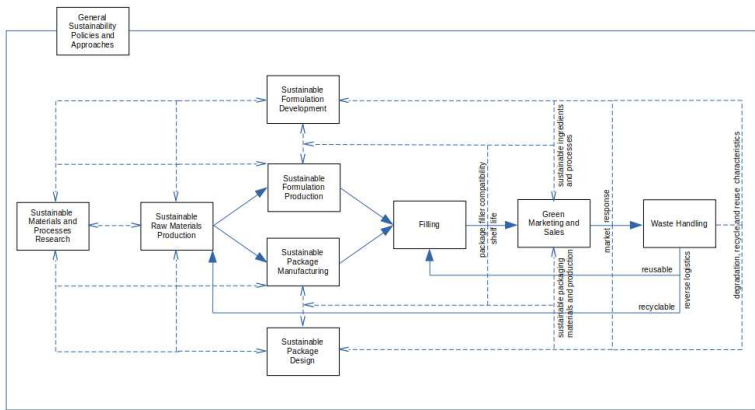 General
Sustainability
Policies and
Approaches
Sustainable
Formulation
Development
sustainable ingredients
and processes
Sustainable
Formulation
Production
Sustainable
Materials and
Processes
Research
Sustainable
Raw Materials
Production
Filling
package filler compatibility
shelf life
Green
Marketing and
Sales
market response
Waste Handling
degradation, recycle and reuse characteristics
Sustainable
Package
Manufacturing
sustainable packaging
materials and production
reusable
reverse logistics
recyclable
Sustainable
Package
Design